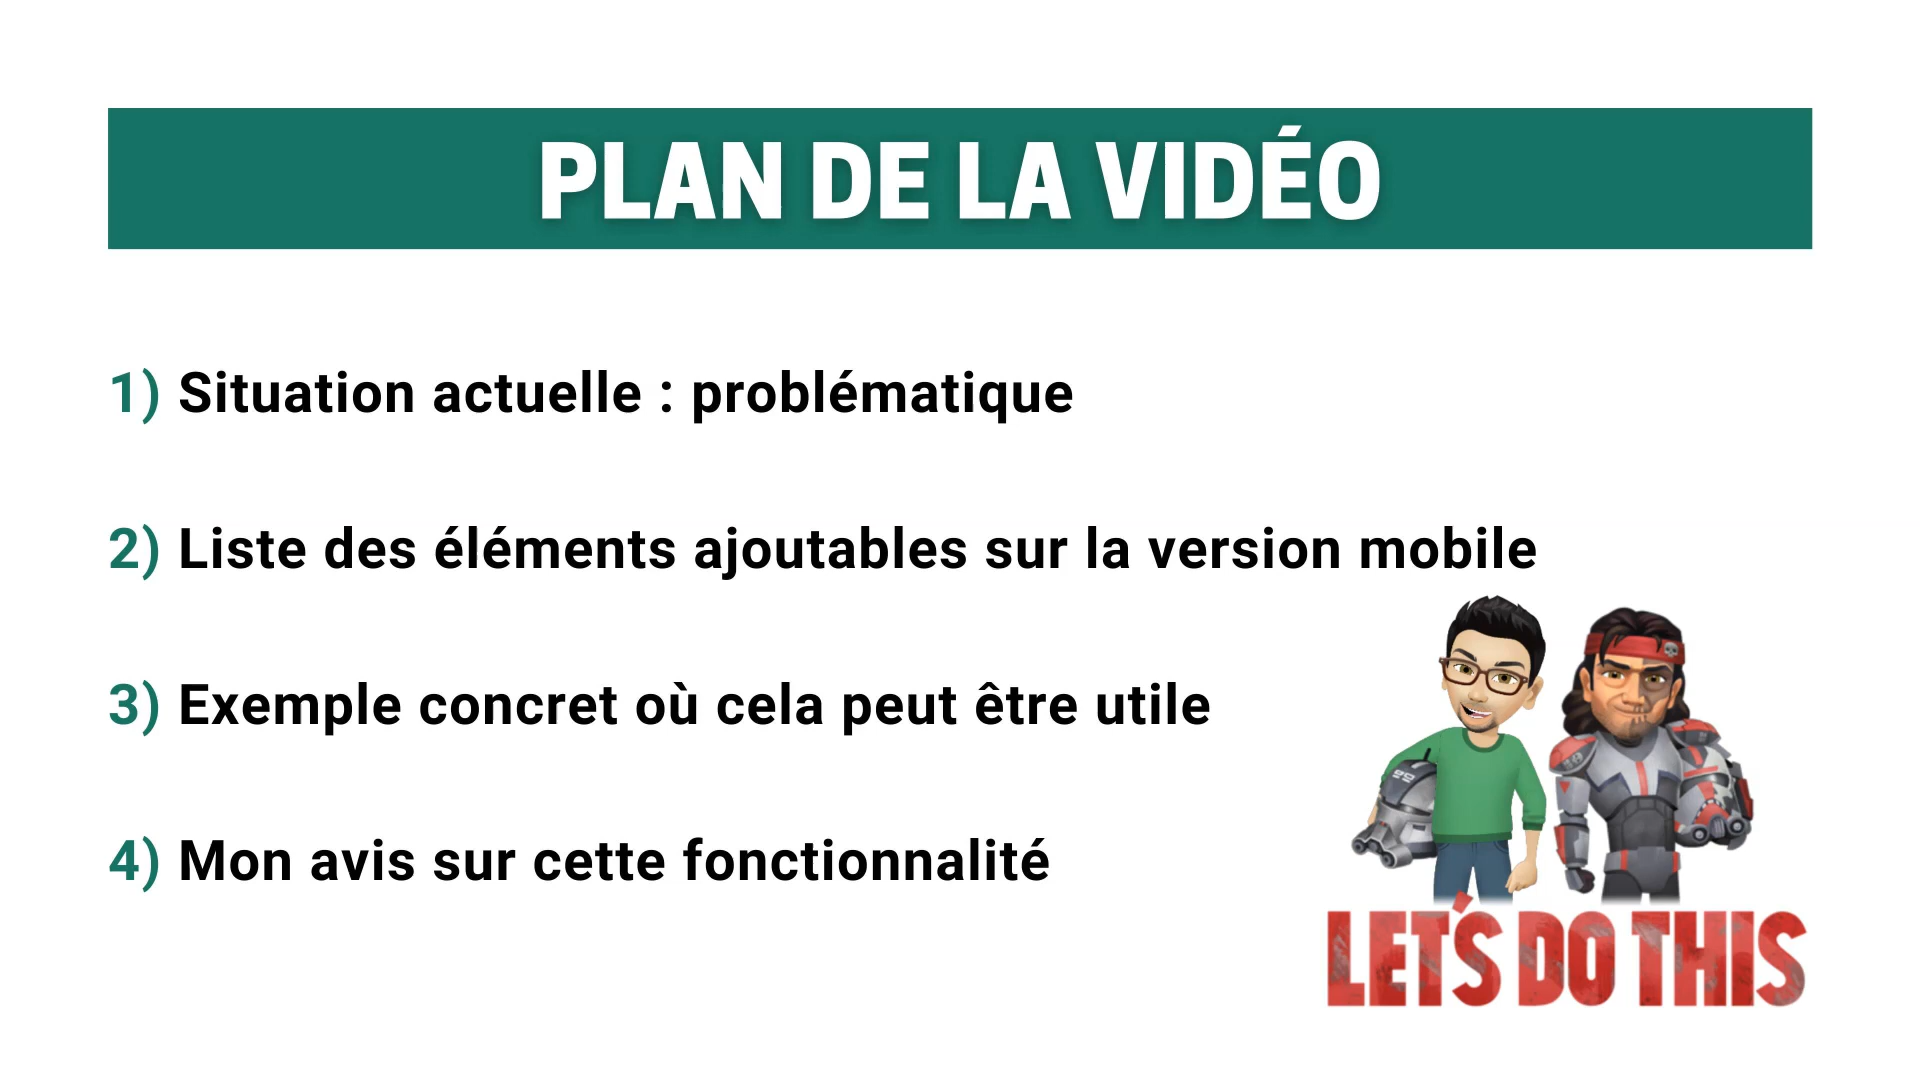 PLAN DE LA VIDÉO
1) Situation actuelle : problématique
2) Liste des éléments ajoutables sur la version mobile
3) Exemple concret où cela peut être utile
4) Mon avis sur cette fonctionnalité
LET'S DO THIS